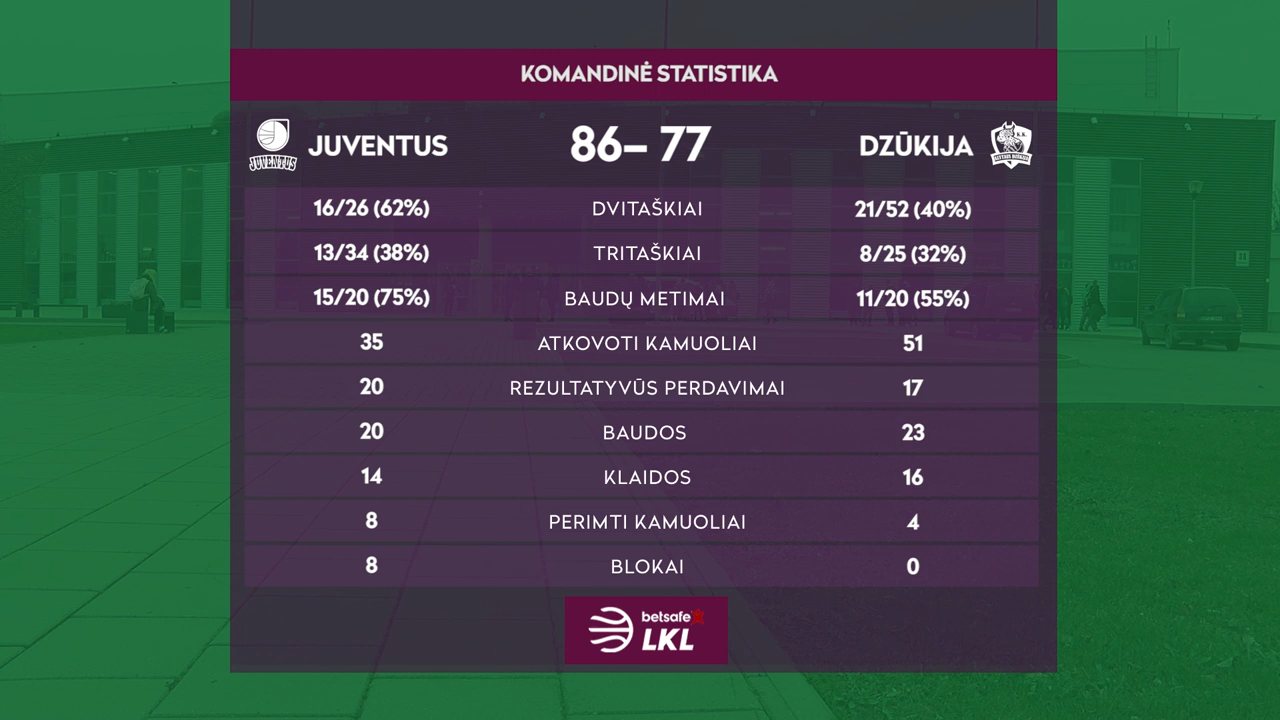 KOMANDINĖ STATISTIKA
JUVENTUS JUVENTUS 86– 77 DZŪKIJA
16/26 (62%) DVITAŠKIAI 21/52 (40%)
13/34 (38%) TRITAŠKIAI 8/25 (32%)
15/20 (75%) BAUDŲ METIMAI 11/20 (55%)
35 ATKOVOTI KAMUOLIAI 51
20 REZULTATYVŪS PERDAVIMAI 17
20 BAUDOS 23
14 KLAIDOS 16
8 PERIMTI KAMUOLIAI 4
8 BLOKAI 0
betsafe
LKL